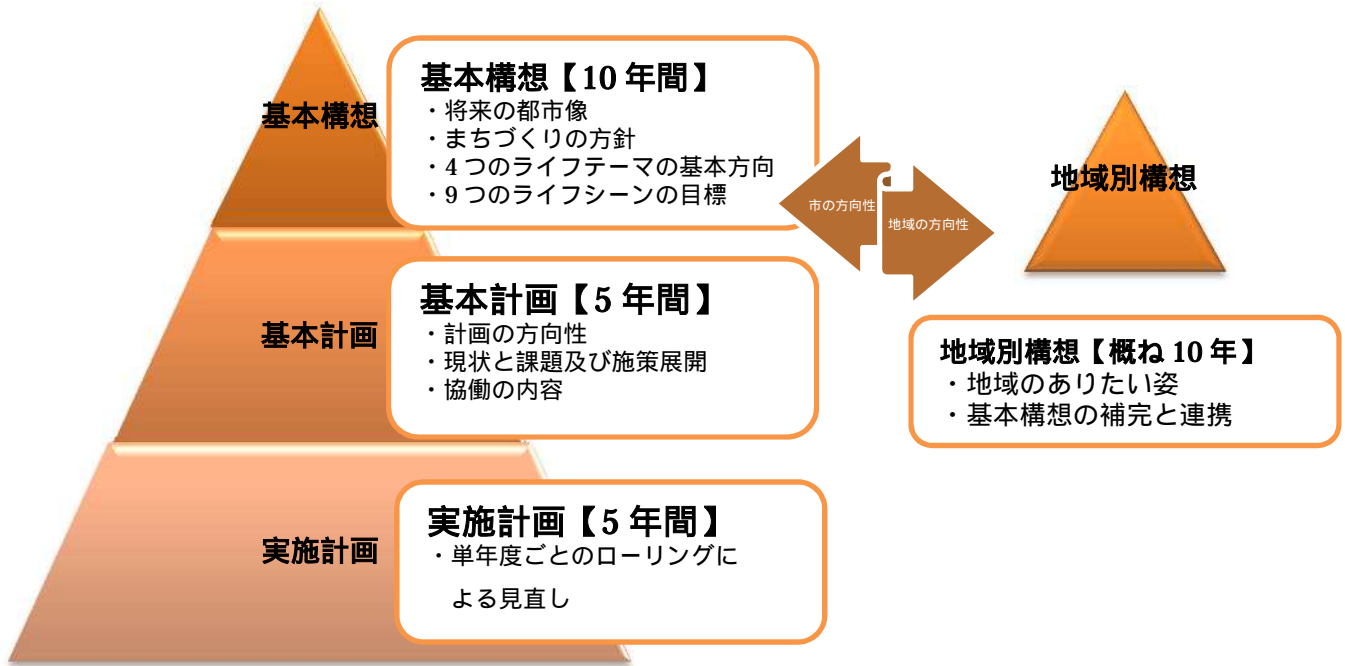 基本構想
基本構想【10 年間】
・将来の都市像
・まちづくりの方針
・4 つのライフテーマの基本方向
・9 つのライフシーンの目標
市の方向性
地域の方向性
地域別構想
基本計画
基本計画【5 年間】
・計画の方向性
・現状と課題及び施策展開
・協働の内容
地域別構想【概ね 10 年】
・地域のありたい姿
・基本構想の補完と連携
実施計画
実施計画【5 年間】
・単年度ごとのローリングに
よる見直し